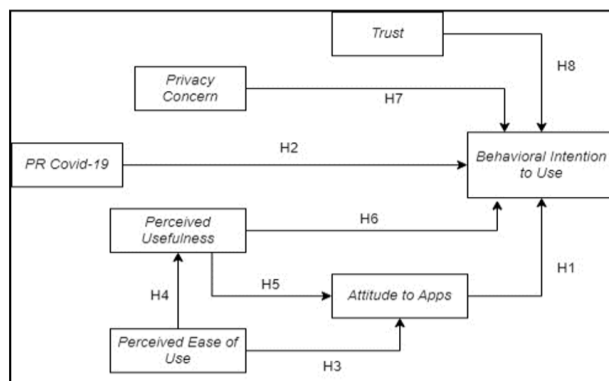 Trust
H8
Privacy
Concern
H7
PR Covid-19
H2
Behavioral Intention
to Use
Perceived
Usefulness
H6
H4
H5
Attitude to Apps
H1
Perceived Ease of
Use
H3